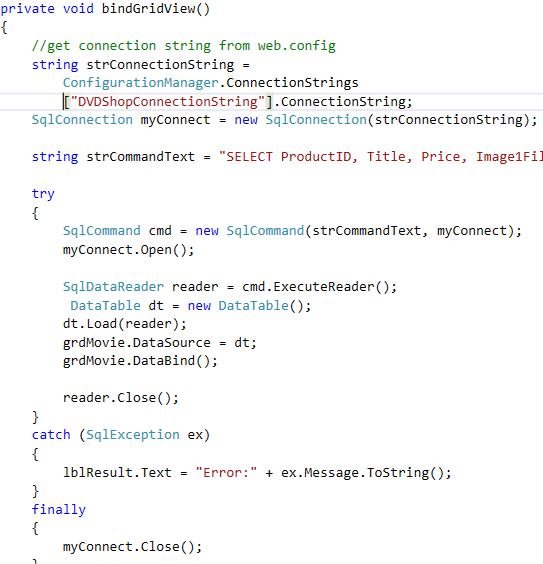 private void bindGridView()
{
    //get connection string from web.config
    string strConnectionString =
        ConfigurationManager.ConnectionStrings
        ["DVDShopConnectionString"].ConnectionString;
    SqlConnection myConnect = new SqlConnection(strConnectionString);
    string strCommandText = "SELECT ProductID, Title, Price, Image1Fil
    try
    {
        SqlCommand cmd = new SqlCommand(strCommandText, myConnect);
        myConnect.Open();
        SqlDataReader reader = cmd.ExecuteReader();
         DataTable dt = new DataTable();
        dt.Load(reader);
        grdMovie.DataSource = dt;
        grdMovie.DataBind();
        reader.Close();
    }
    catch (SqlException ex)
    {
        lblResult.Text = "Error:" + ex.Message.ToString();
    }
    finally
    {
        myConnect.Close();
    }